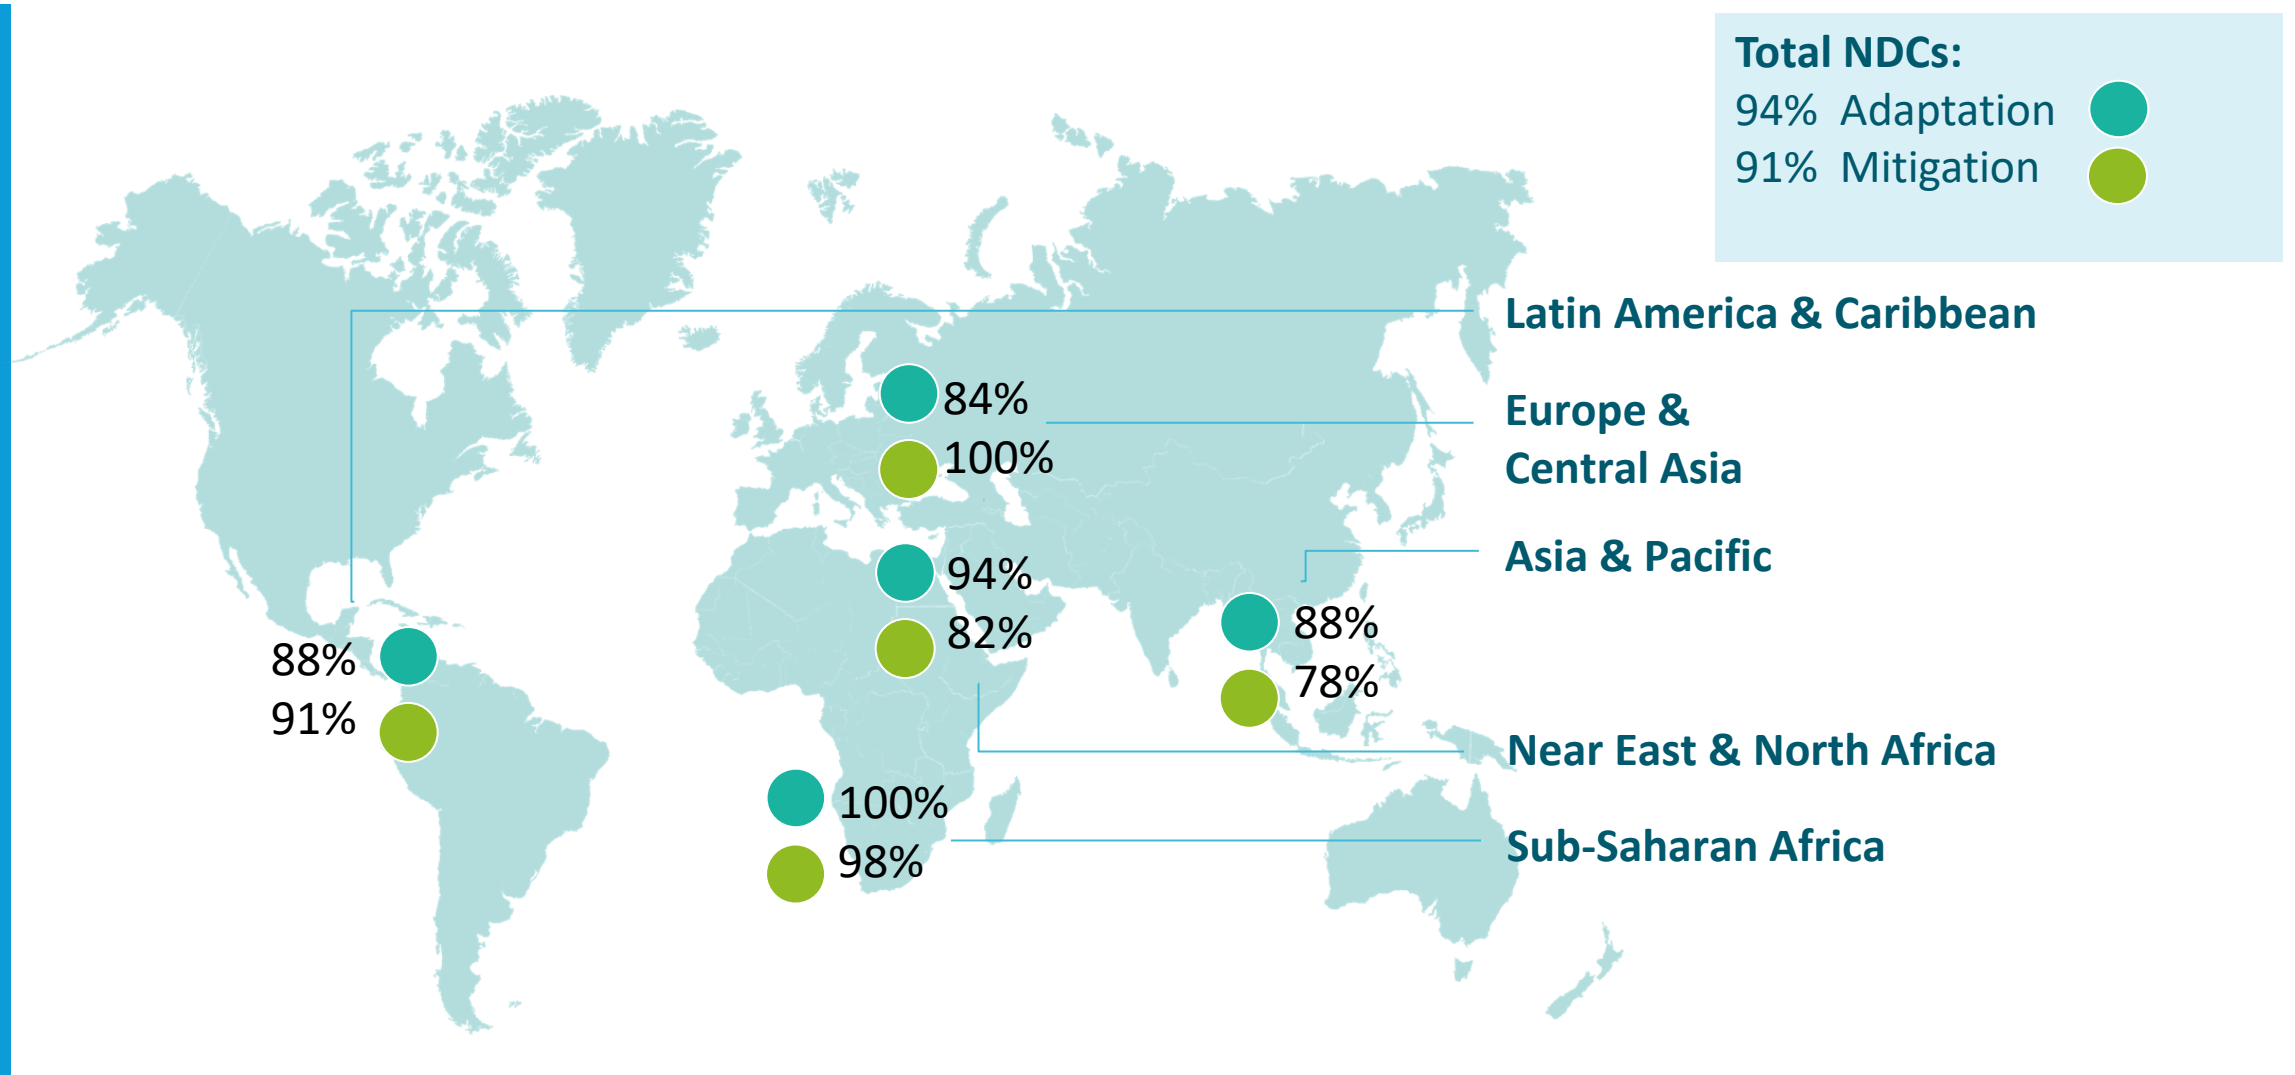 Total NDCs:
94% Adaptation
91% Mitigation
Latin America & Caribbean
84%
100%
Europe &
Central Asia
Asia & Pacific
94%
82%
88%
78%
88%
91%
Near East & North Africa
100%
98%
Sub-Saharan Africa